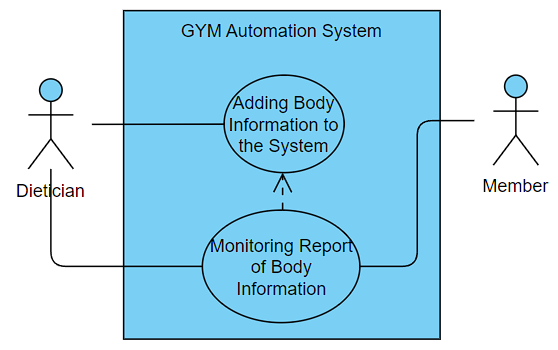 GYM Automation System
Adding Body
Information to
the System
Dietician
Member
Monitoring Report
of Body
Information